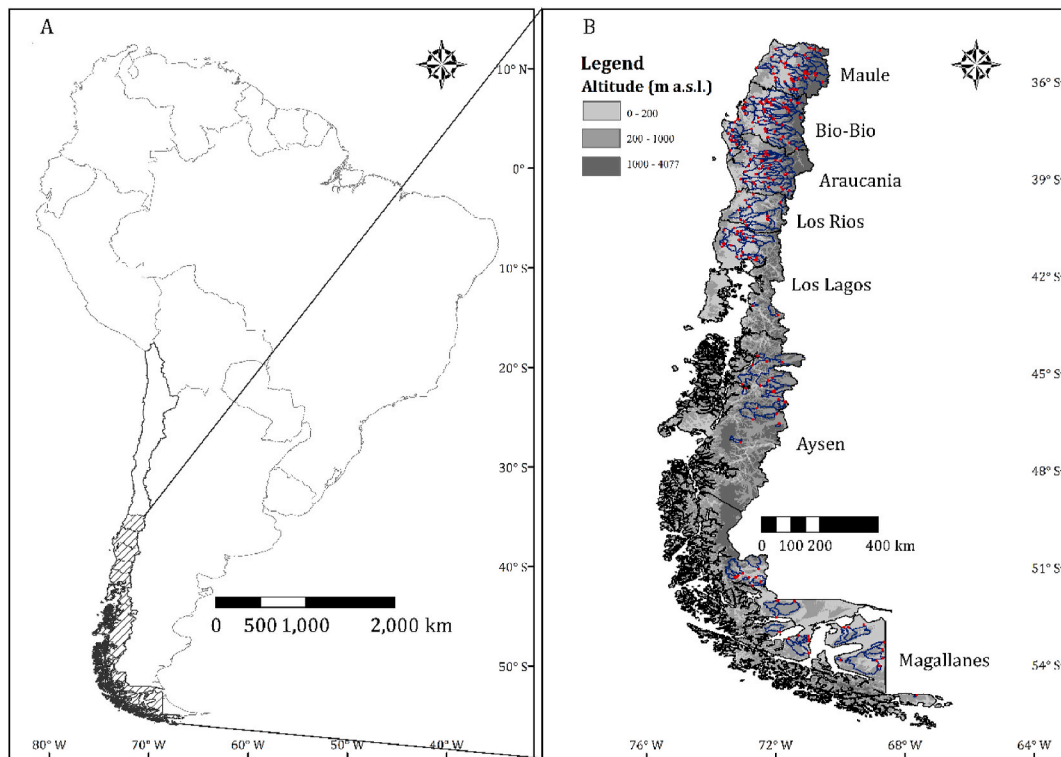 A
10° N
0°
10° S
20° S
30° S
40° S
50° S
0 500 1,000 2,000 km
80° W 70° W 60° W 50° W 40° W
B
Legend
Altitude (m a.s.l.)
0 - 200
200 - 1000
1000 - 4077
Maule
36° S
Bio-Bio
Araucania
39° S
Los Rios
42° S
Los Lagos
45° S
Aysen
48° S
0 100 200 400 km
51° S
Magallanes
54° S
76° W 72° W 68° W 64° W